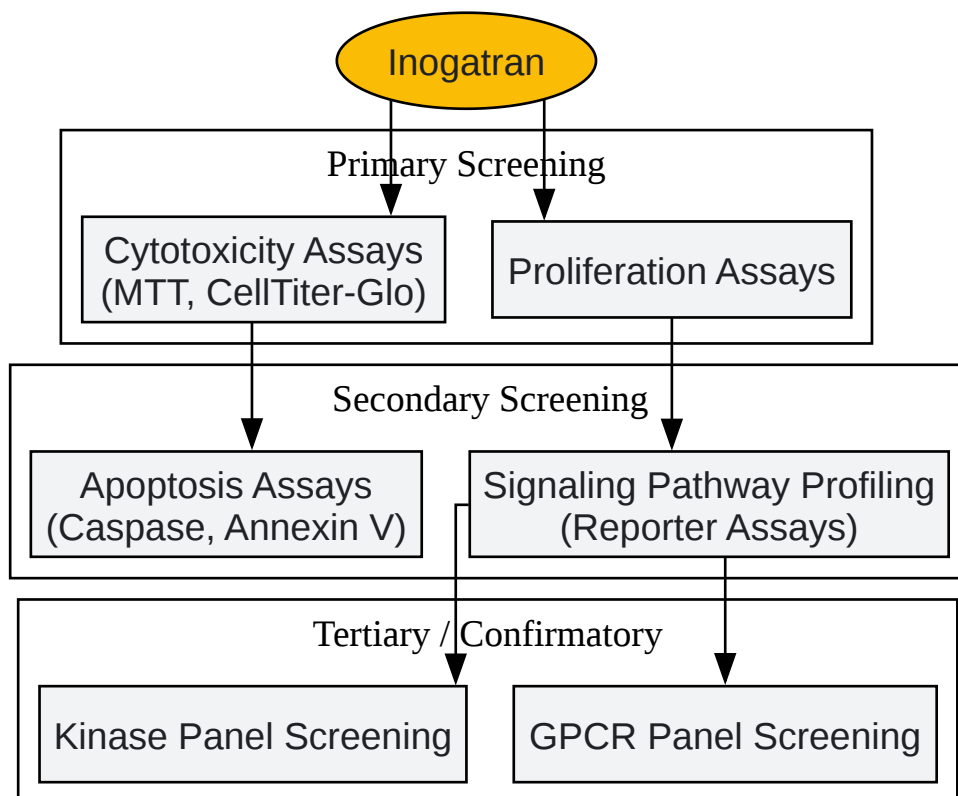 Inogatran
Primary Screening
Cytotoxicity Assays
(MTT, CellTiter-Glo)
Proliferation Assays
Secondary Screening
Apoptosis Assays
(Caspase, Annexin V)
Signaling Pathway Profiling
(Reporter Assays)
Tertiary / Confirmatory
Kinase Panel Screening
GPCR Panel Screening